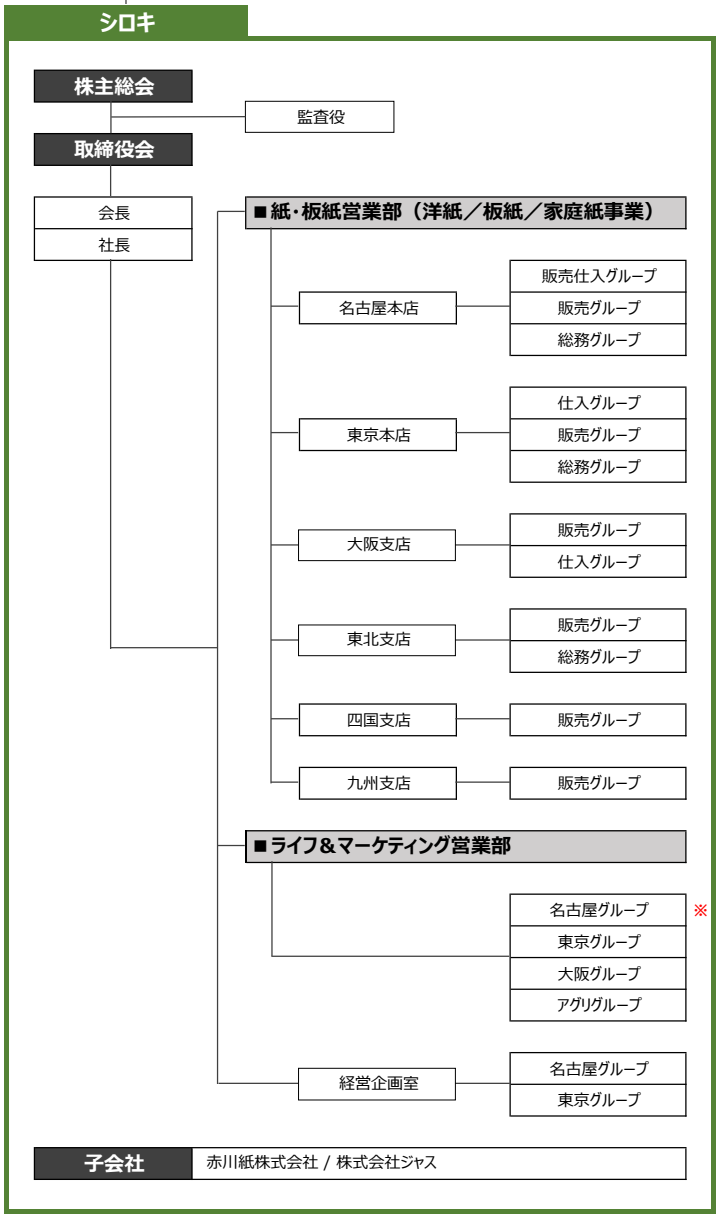 シロキ
株主総会
監査役
取締役会
会長
社長
■紙・板紙営業部（洋紙／板紙／家庭紙事業）
名古屋本店
販売仕入グループ
販売グループ
総務グループ
東京本店
仕入グループ
販売グループ
総務グループ
大阪支店
販売グループ
仕入グループ
東北支店
販売グループ
総務グループ
四国支店
販売グループ
九州支店
販売グループ
■ライフ&マーケティング営業部
名古屋グループ ※
東京グループ
大阪グループ
アグリグループ
経営企画室
名古屋グループ
東京グループ
子会社
赤川紙株式会社 / 株式会社ジャス